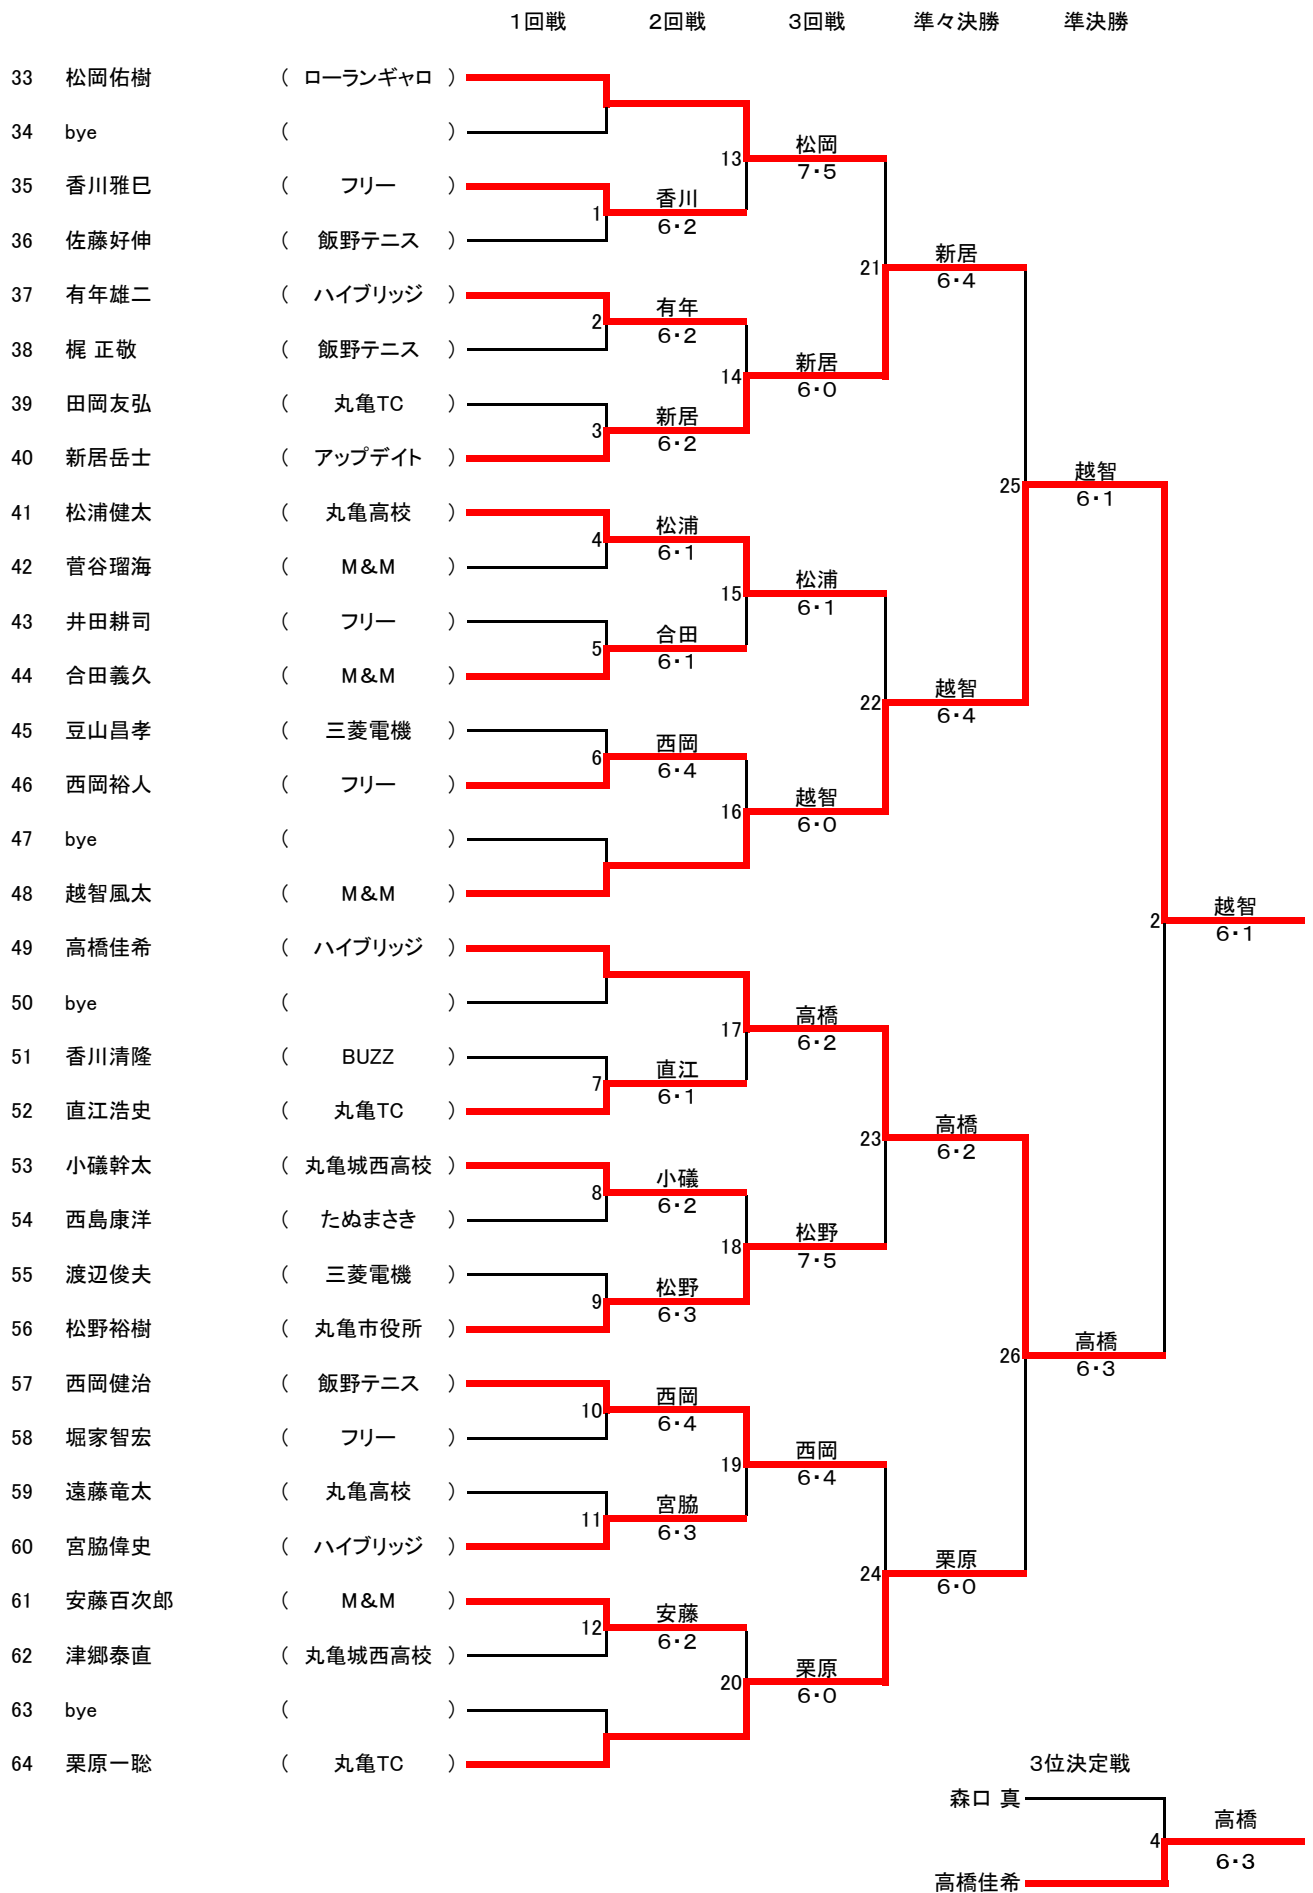 1回戦 2回戦 3回戦 準々決勝 準決勝
33 松岡佑樹 ( ローランギャロ )
34 bye ( )
13 松岡
7・5
35 香川雅巳 ( フリー )
1 香川
6・2
36 佐藤好伸 ( 飯野テニス )
21 新居
6・4
37 有年雄二 ( ハイブリッジ )
2 有年
6・2
38 梶 正敬 ( 飯野テニス )
14 新居
6・0
39 田岡友弘 ( 丸亀TC )
3 新居
6・2
40 新居岳士 ( アップデイト )
25 越智
6・1
41 松浦健太 ( 丸亀高校 )
4 松浦
6・1
42 菅谷瑠海 ( M&M )
15 松浦
6・1
43 井田耕司 ( フリー )
5 合田
6・1
44 合田義久 ( M&M )
22 越智
6・4
45 豆山昌孝 ( 三菱電機 )
6 西岡
6・4
46 西岡裕人 ( フリー )
16 越智
6・0
47 bye ( )
48 越智風太 ( M&M )
2 越智
6・1
49 高橋佳希 ( ハイブリッジ )
50 bye ( )
17 高橋
6・2
51 香川清隆 ( BUZZ )
7 直江
6・1
52 直江浩史 ( 丸亀TC )
23 高橋
6・2
53 小礒幹太 ( 丸亀城西高校 )
8 小礒
6・2
54 西島康洋 ( たぬまさき )
18 松野
7・5
55 渡辺俊夫 ( 三菱電機 )
9 松野
6・3
56 松野裕樹 ( 丸亀市役所 )
26 高橋
6・3
57 西岡健治 ( 飯野テニス )
10 西岡
6・4
58 堀家智宏 ( フリー )
19 西岡
6・4
59 遠藤竜太 ( 丸亀高校 )
11 宮脇
6・3
60 宮脇偉史 ( ハイブリッジ )
24 栗原
6・0
61 安藤百次郎 ( M&M )
12 安藤
6・2
62 津郷泰直 ( 丸亀城西高校 )
20 栗原
6・0
63 bye ( )
64 栗原一聡 ( 丸亀TC )
3位決定戦
森口 真
4 高橋
6・3
高橋佳希